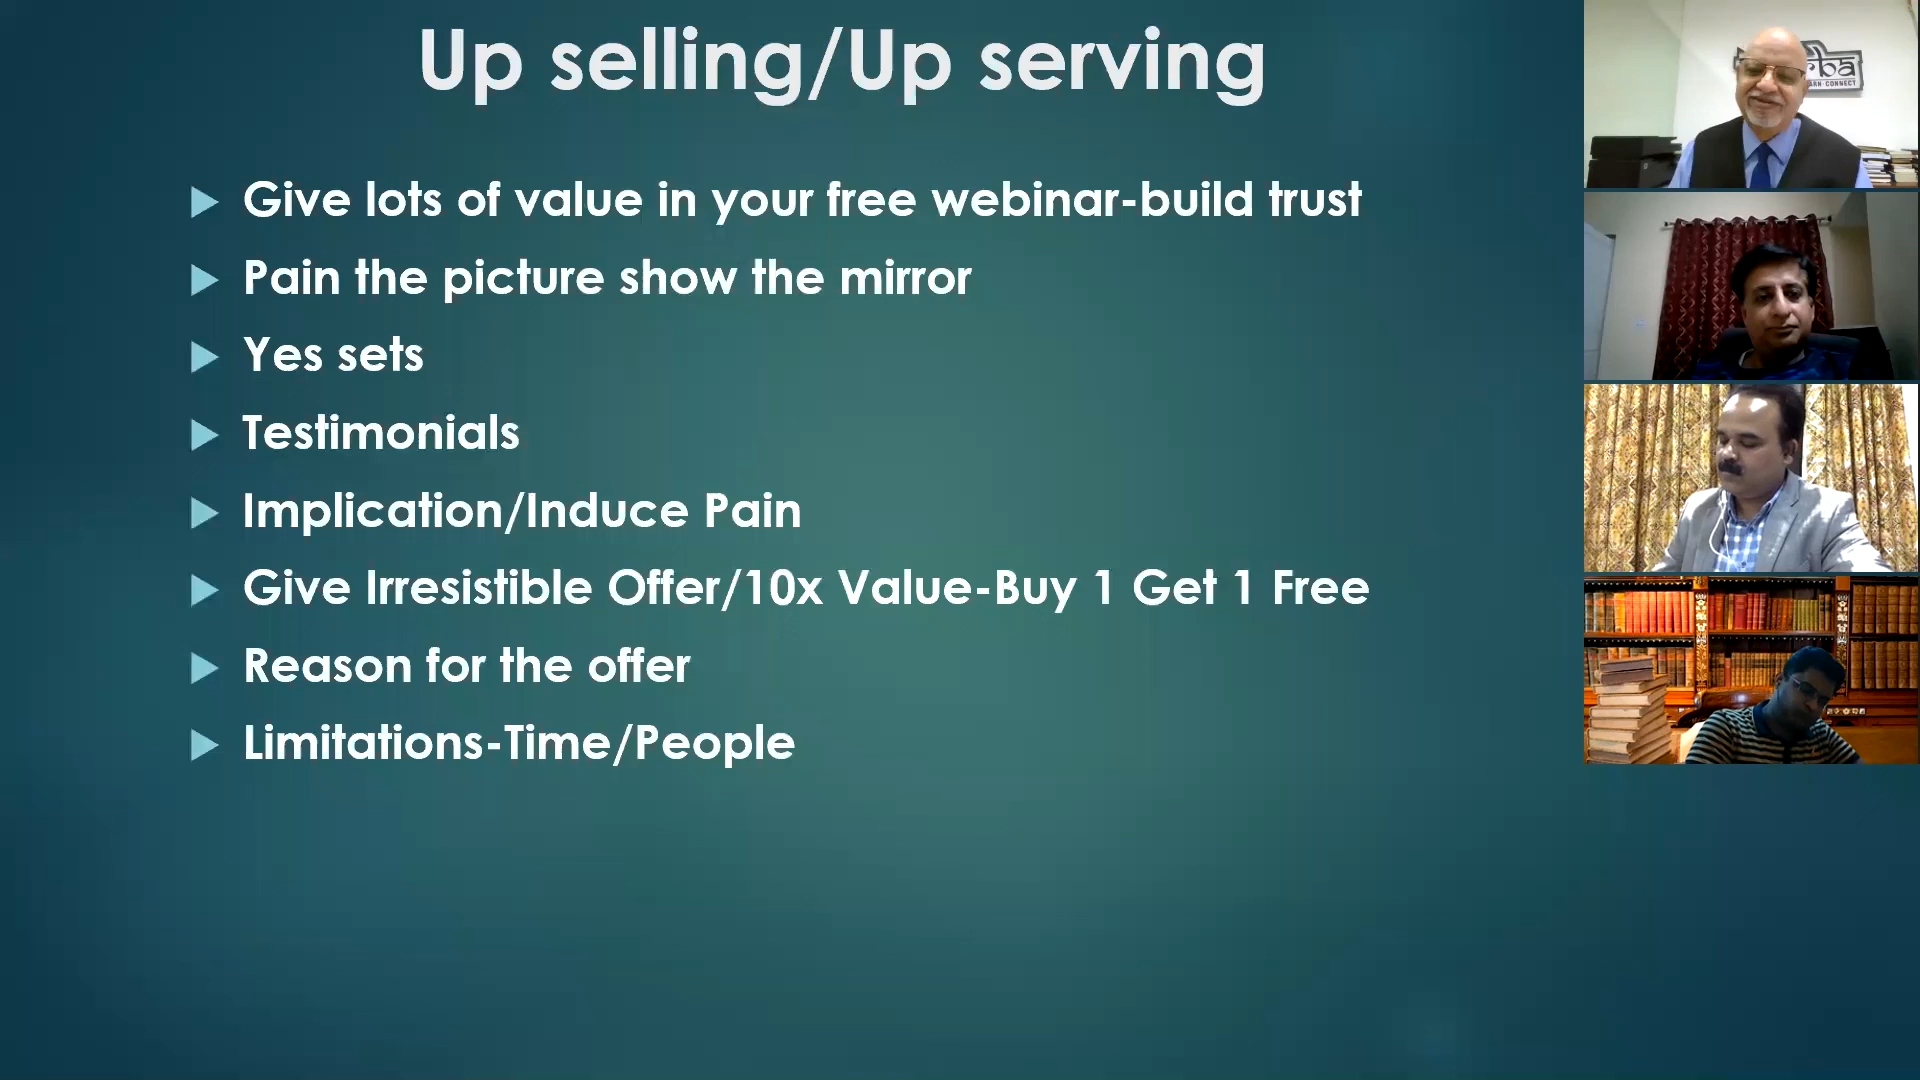 Up selling/Up serving
Give lots of value in your free webinar-build trust
Pain the picture show the mirror
Yes sets
Testimonials
Implication/Induce Pain
Give Irresistible Offer/10x Value-Buy 1 Get 1 Free
Reason for the offer
Limitations-Time/People